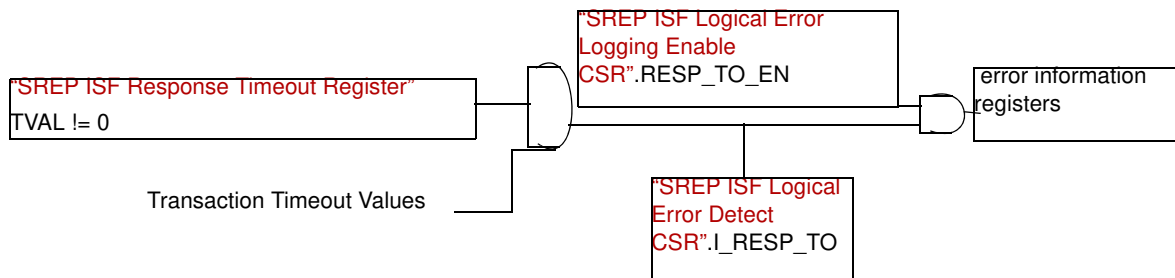 “SREP ISF Logical Error
Logging Enable
CSR”.RESP_TO_EN
“SREP ISF Response Timeout Register”
TVAL != 0
error information
registers
Transaction Timeout Values
“SREP ISF Logical
Error Detect
CSR”.I_RESP_TO